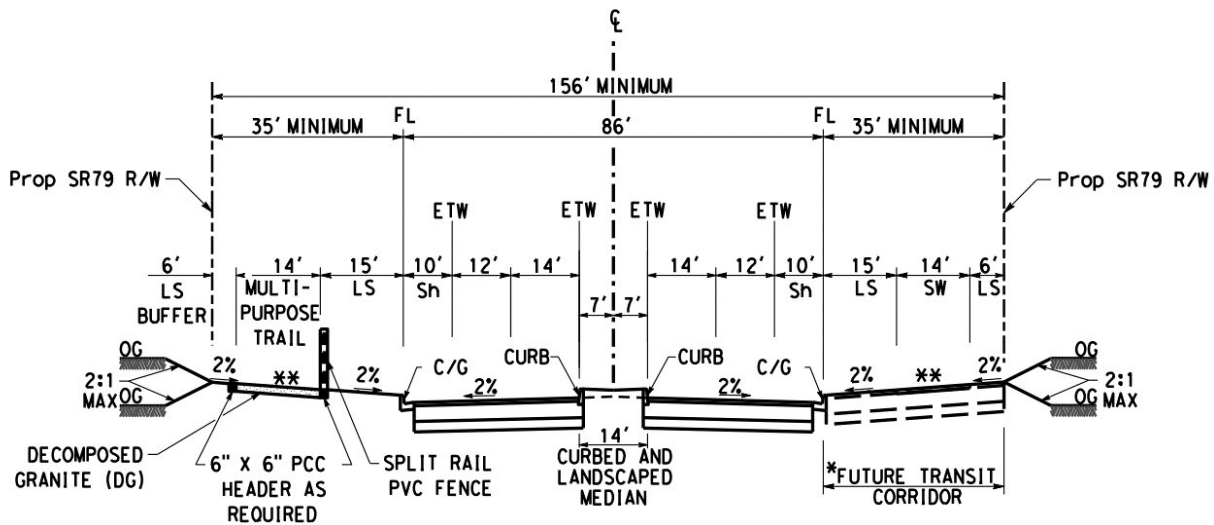 ℄
156' MINIMUM
35' MINIMUM
FL
86'
FL
35' MINIMUM
Prop SR79 R/W
Prop SR79 R/W
ETW
ETW
ETW
ETW
6'
LS
BUFFER
14'
MULTI-
PURPOSE
TRAIL
15'
LS
10'
Sh
12'
14'
7'
7'
14'
12'
10'
Sh
15'
LS
14'
SW
6'
LS
OG
2:1
MAX
OG
2%
**
2%
C/G
2%
CURB
CURB
2%
C/G
2%
**
2%
OG
2:1
OG
MAX
DECOMPOSED
GRANITE (DG)
6" X 6" PCC
HEADER AS
REQUIRED
SPLIT RAIL
PVC FENCE
14'
CURBED AND
LANDSCAPED
MEDIAN
*FUTURE TRANSIT
CORRIDOR